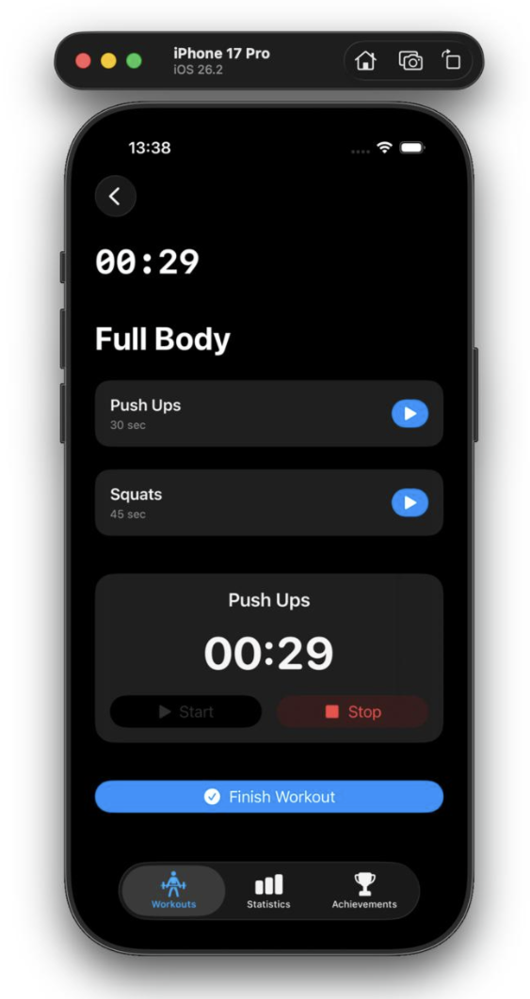 iPhone 17 Pro
iOS 26.2
13:38
00:29
Full Body
Push Ups
30 sec
Squats
45 sec
Push Ups
00:29
Start
Stop
Finish Workout
Workouts
Statistics
Achievements